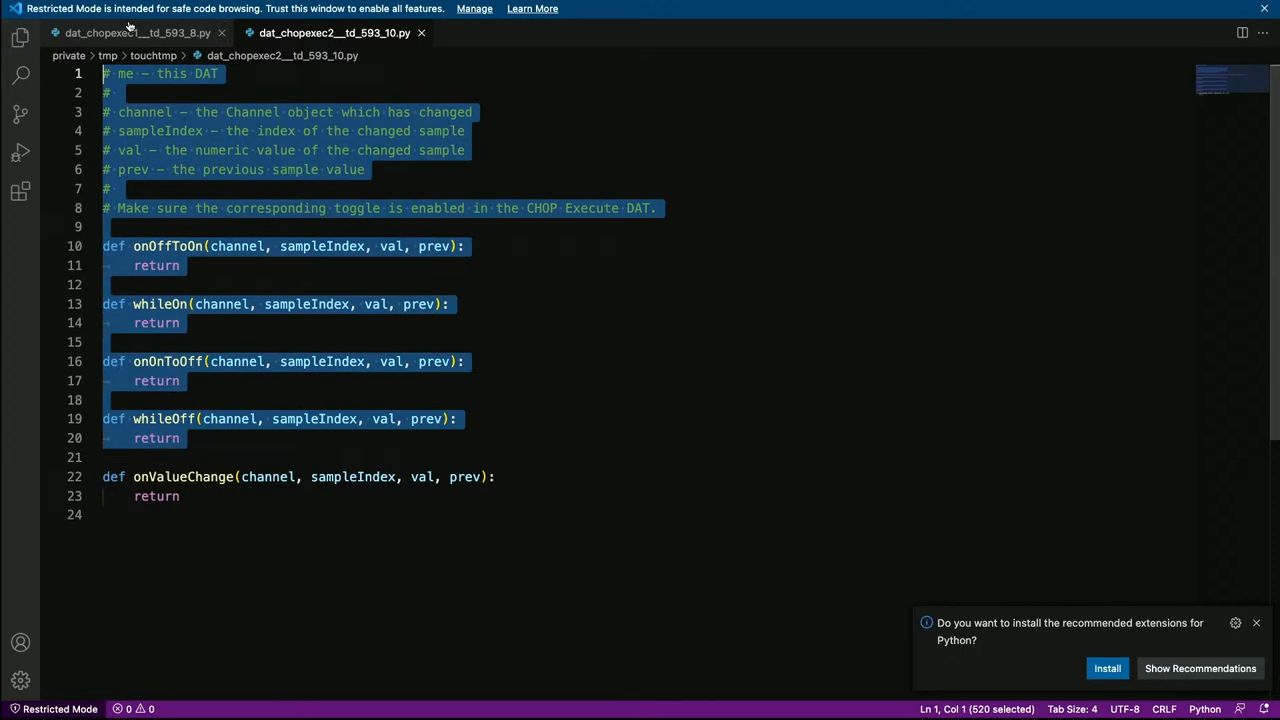 Restricted Mode is intended for safe code browsing. Trust this window to enable all features. Manage Learn More
dat_chopexec1__td_593_8.py dat_chopexec2__td_593_10.py
private > tmp > touchtmp > dat_chopexec2__td_593_10.py
1 # me - this DAT
2 #
3 # channel - the Channel object which has changed
4 # sampleIndex - the index of the changed sample
5 # val - the numeric value of the changed sample
6 # prev - the previous sample value
7 #
8 # Make sure the corresponding toggle is enabled in the CHOP Execute DAT.
9
10 def onOffToOn(channel, sampleIndex, val, prev):
11 return
12
13 def whileOn(channel, sampleIndex, val, prev):
14 return
15
16 def onOnToOff(channel, sampleIndex, val, prev):
17 return
18
19 def whileOff(channel, sampleIndex, val, prev):
20 return
21
22 def onValueChange(channel, sampleIndex, val, prev):
23 return
24
Do you want to install the recommended extensions for
Python?
Install Show Recommendations
Restricted Mode 0 0 Ln 1, Col 1 (520 selected) Tab Size: 4 UTF-8 CRLF Python